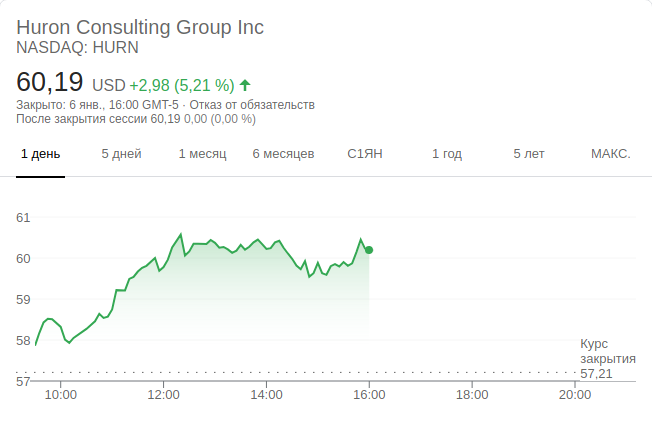 Huron Consulting Group Inc
NASDAQ: HURN
60,19 USD +2,98 (5,21 %)
Закрыто: 6 янв., 16:00 GMT-5 · Отказ от обязательств
После закрытия сессии 60,19 0,00 (0,00 %)
1 день 5 дней 1 месяц 6 месяцев С1ЯН 1 год 5 лет МАКС.
61
60
59
58
Курс
закрытия
57,21
57
10:00 12:00 14:00 16:00 18:00 20:00